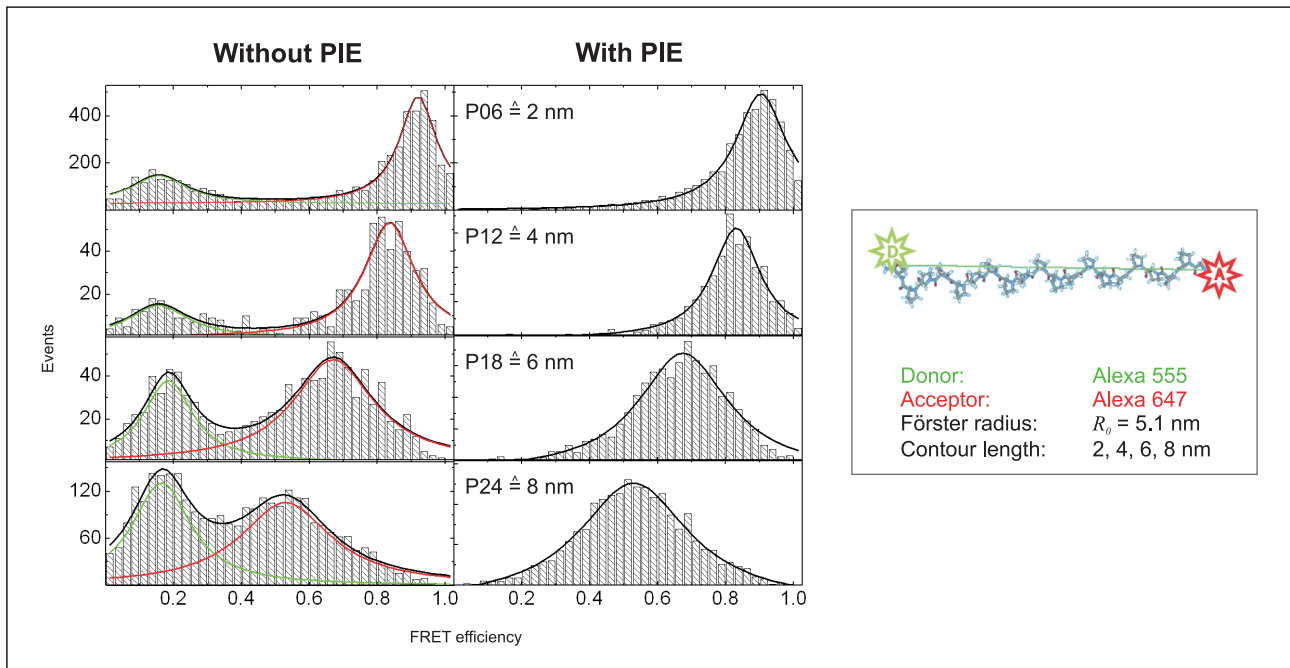 Without PIE
With PIE
400
200
P06 ≙ 2 nm
40
20
P12 ≙ 4 nm
Events
40
20
P18 ≙ 6 nm
120
60
P24 ≙ 8 nm
0.2 0.4 0.6 0.8 1.0
0.2 0.4 0.6 0.8 1.0
FRET efficiency
D
A
Donor: Alexa 555
Acceptor: Alexa 647
Förster radius: R0 = 5.1 nm
Contour length: 2, 4, 6, 8 nm